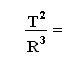 T²/R³ =